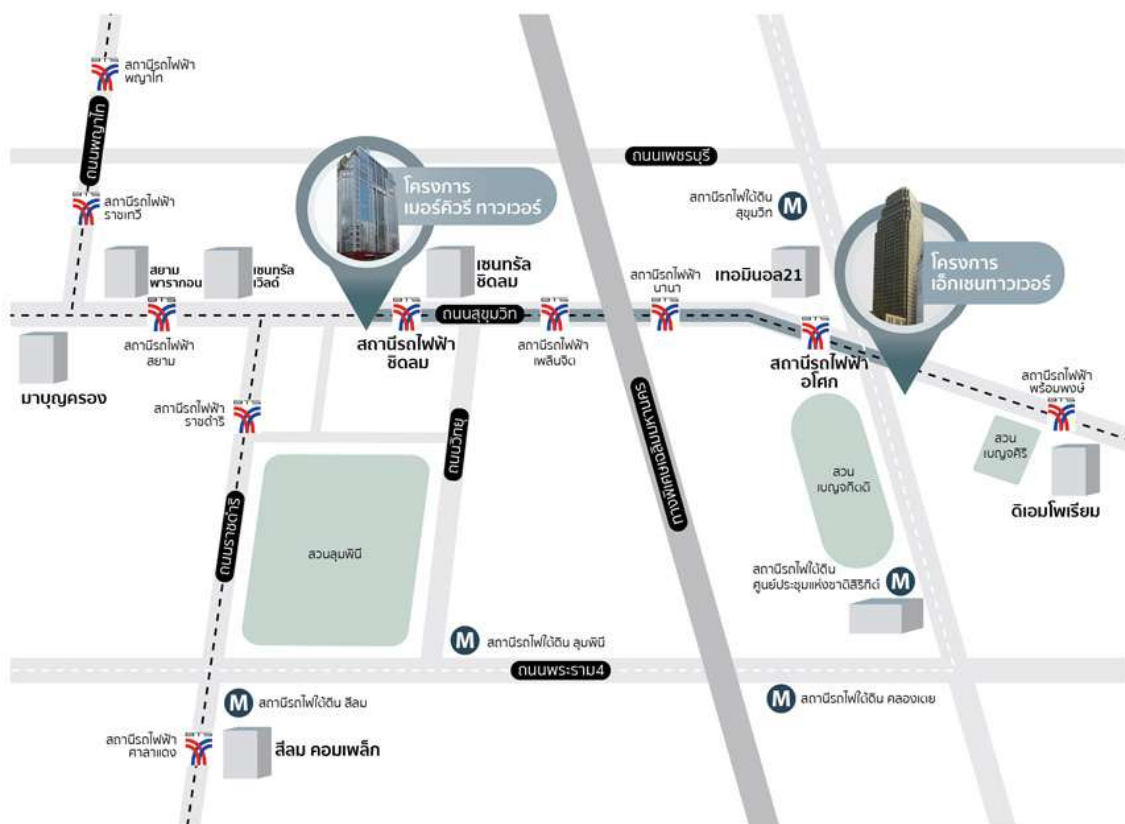 BTS
สถานีรถไฟฟ้า
พญาไท
ถนนพญาไท
ถนนเพชรบุรี
BTS
สถานีรถไฟฟ้า
ราชเทวี
โครงการ
เมอร์คิวรี ทาวเวอร์
สถานีรถไฟใต้ดิน
สุขุมวิท
M
สยาม
พารากอน
เซนทรัล
เวิลด์
เซนทรัล
ชิดลม
สถานีรถไฟฟ้า
นานา
เทอมินอล21
โครงการ
เอ็กเชนทาวเวอร์
BTS
BTS
ถนนสุขุมวิท
BTS
BTS
BTS
สถานีรถไฟฟ้า
สยาม
สถานีรถไฟฟ้า
ชิดลม
สถานีรถไฟฟ้า
เพลินจิต
สถานีรถไฟฟ้า
อโศก
สถานีรถไฟฟ้า
พร้อมพงษ์
BTS
มาบุญครอง
สถานีรถไฟฟ้า
ราชดำริ
BTS
ถนนวิทยุ
ทางพิเศษเฉลิมมหานคร
สวน
เบญจกิตติ
สวน
เบญจศิริ
ดิเอมโพเรียม
ถนนราชดำริ
สวนลุมพินี
สถานีรถไฟใต้ดิน
ศูนย์ประชุมแห่งชาติสิริกิต์
M
M
สถานีรถไฟใต้ดิน ลุมพินี
ถนนพระราม4
M
สถานีรถไฟใต้ดิน สีลม
M
สถานีรถไฟใต้ดิน คลองเตย
สถานีรถไฟฟ้า
ศาลาแดง
BTS
สีลม คอมเพล็ก